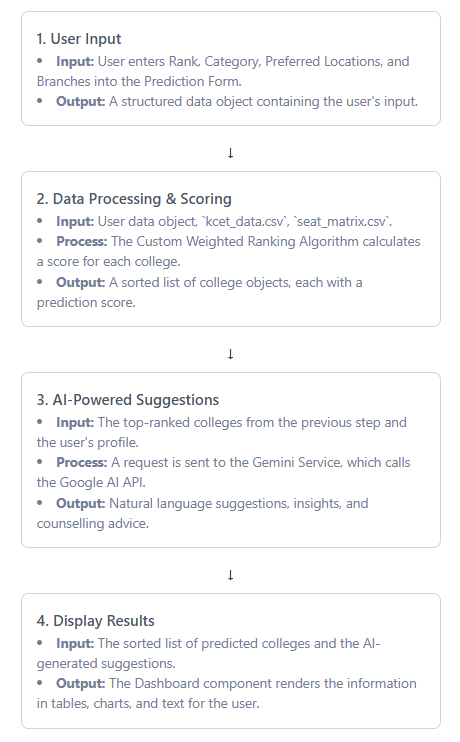 1. User Input
• Input: User enters Rank, Category, Preferred Locations, and
Branches into the Prediction Form.
• Output: A structured data object containing the user's input.
↓
2. Data Processing & Scoring
• Input: User data object, `kcet_data.csv`, `seat_matrix.csv`.
• Process: The Custom Weighted Ranking Algorithm calculates
a score for each college.
• Output: A sorted list of college objects, each with a
prediction score.
↓
3. AI-Powered Suggestions
• Input: The top-ranked colleges from the previous step and
the user's profile.
• Process: A request is sent to the Gemini Service, which calls
the Google AI API.
• Output: Natural language suggestions, insights, and
counselling advice.
↓
4. Display Results
• Input: The sorted list of predicted colleges and the AI-
generated suggestions.
• Output: The Dashboard component renders the information
in tables, charts, and text for the user.